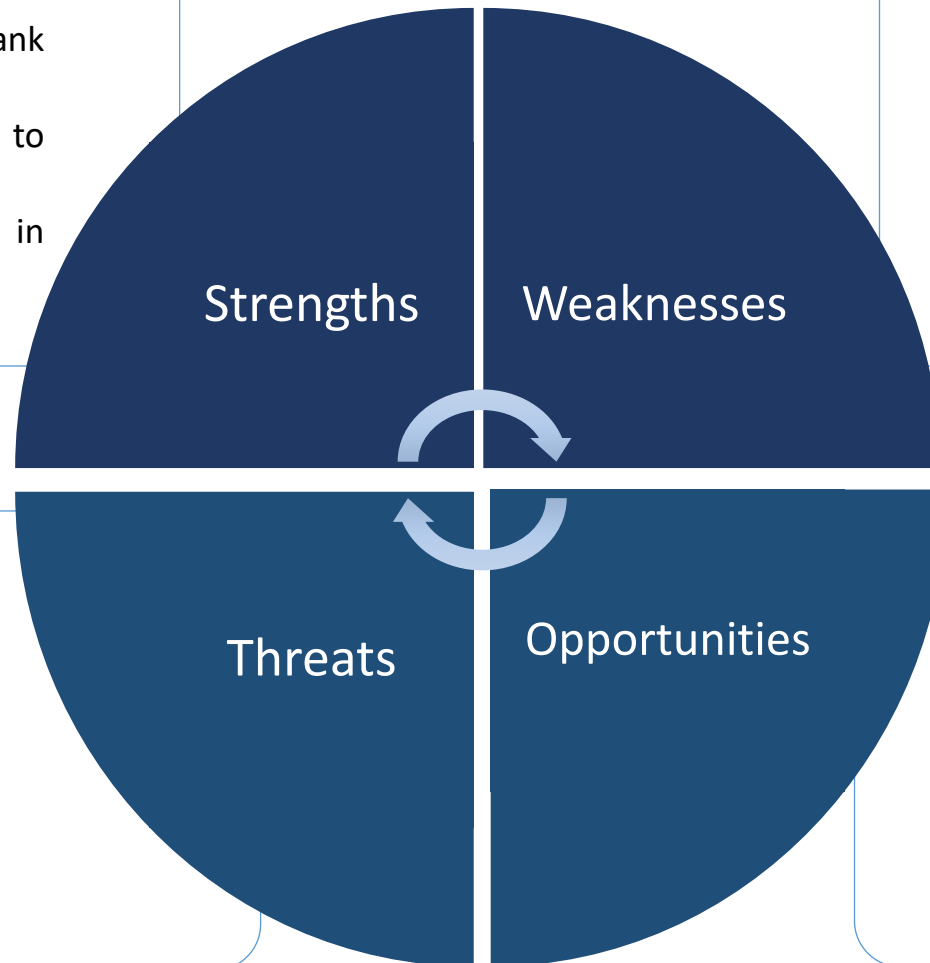 ank
to
in
Strengths
Weaknesses
Threats
Opportunities